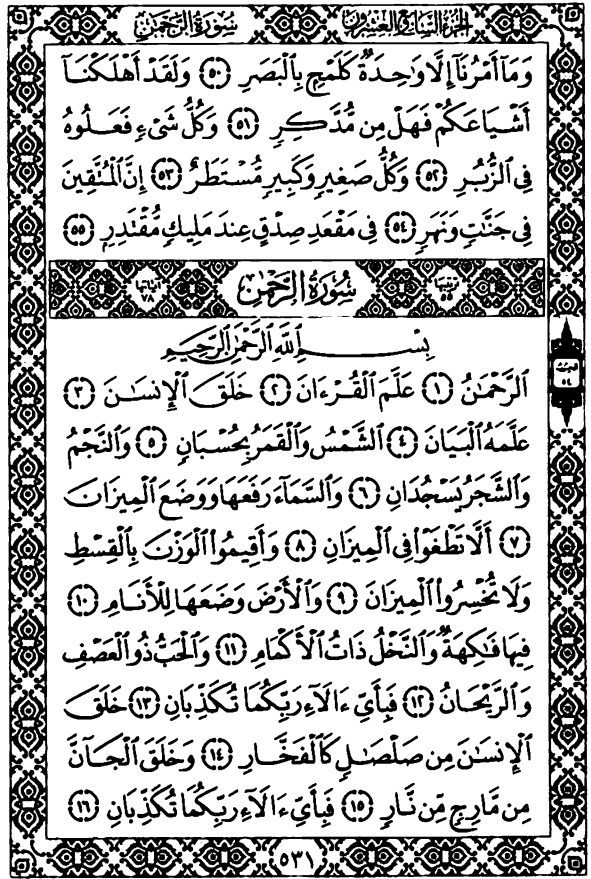 الجزء السابع والعشرون سورة الرحمن
وَمَآ أَمْرُنَآ إِلَّا وَٰحِدَةٌ كَلَمْحٍۭ بِٱلْبَصَرِ ٥٠ وَلَقَدْ أَهْلَكْنَآ
أَشْيَاعَكُمْ فَهَلْ مِن مُّدَّكِرٍ ٥١ وَكُلُّ شَىْءٍ فَعَلُوهُ
فِى ٱلزُّبُرِ ٥٢ وَكُلُّ صَغِيرٍ وَكَبِيرٍ مُّسْتَطَرٌ ٥٣ إِنَّ ٱلْمُتَّقِينَ
فِى جَنَّٰتٍ وَنَهَرٍ ٥٤ فِى مَقْعَدِ صِدْقٍ عِندَ مَلِيكٍ مُّقْتَدِرٍۭ ٥٥
ترتيبها ٥٥ سُورَةُ الرَّحْمَٰن آياتها ٧٨
بِسْمِ ٱللَّهِ ٱلرَّحْمَٰنِ ٱلرَّحِيمِ
ٱلرَّحْمَٰنُ ١ عَلَّمَ ٱلْقُرْءَانَ ٢ خَلَقَ ٱلْإِنسَٰنَ ٣
عَلَّمَهُ ٱلْبَيَانَ ٤ ٱلشَّمْسُ وَٱلْقَمَرُ بِحُسْبَانٍ ٥ وَٱلنَّجْمُ
وَٱلشَّجَرُ يَسْجُدَانِ ٦ وَٱلسَّمَآءَ رَفَعَهَا وَوَضَعَ ٱلْمِيزَانَ
٧ أَلَّا تَطْغَوْا۟ فِى ٱلْمِيزَانِ ٨ وَأَقِيمُوا۟ ٱلْوَزْنَ بِٱلْقِسْطِ
وَلَا تُخْسِرُوا۟ ٱلْمِيزَانَ ٩ وَٱلْأَرْضَ وَضَعَهَا لِلْأَنَامِ ١٠
فِيهَا فَٰكِهَةٌ وَٱلنَّخْلُ ذَاتُ ٱلْأَكْمَامِ ١١ وَٱلْحَبُّ ذُو ٱلْعَصْفِ
وَٱلرَّيْحَانُ ١٢ فَبِأَىِّ ءَالَآءِ رَبِّكُمَا تُكَذِّبَانِ ١٣ خَلَقَ
ٱلْإِنسَٰنَ مِن صَلْصَٰلٍ كَٱلْفَخَّارِ ١٤ وَخَلَقَ ٱلْجَآنَّ
مِن مَّارِجٍ مِّن نَّارٍ ١٥ فَبِأَىِّ ءَالَآءِ رَبِّكُمَا تُكَذِّبَانِ ١٦
٥٣١